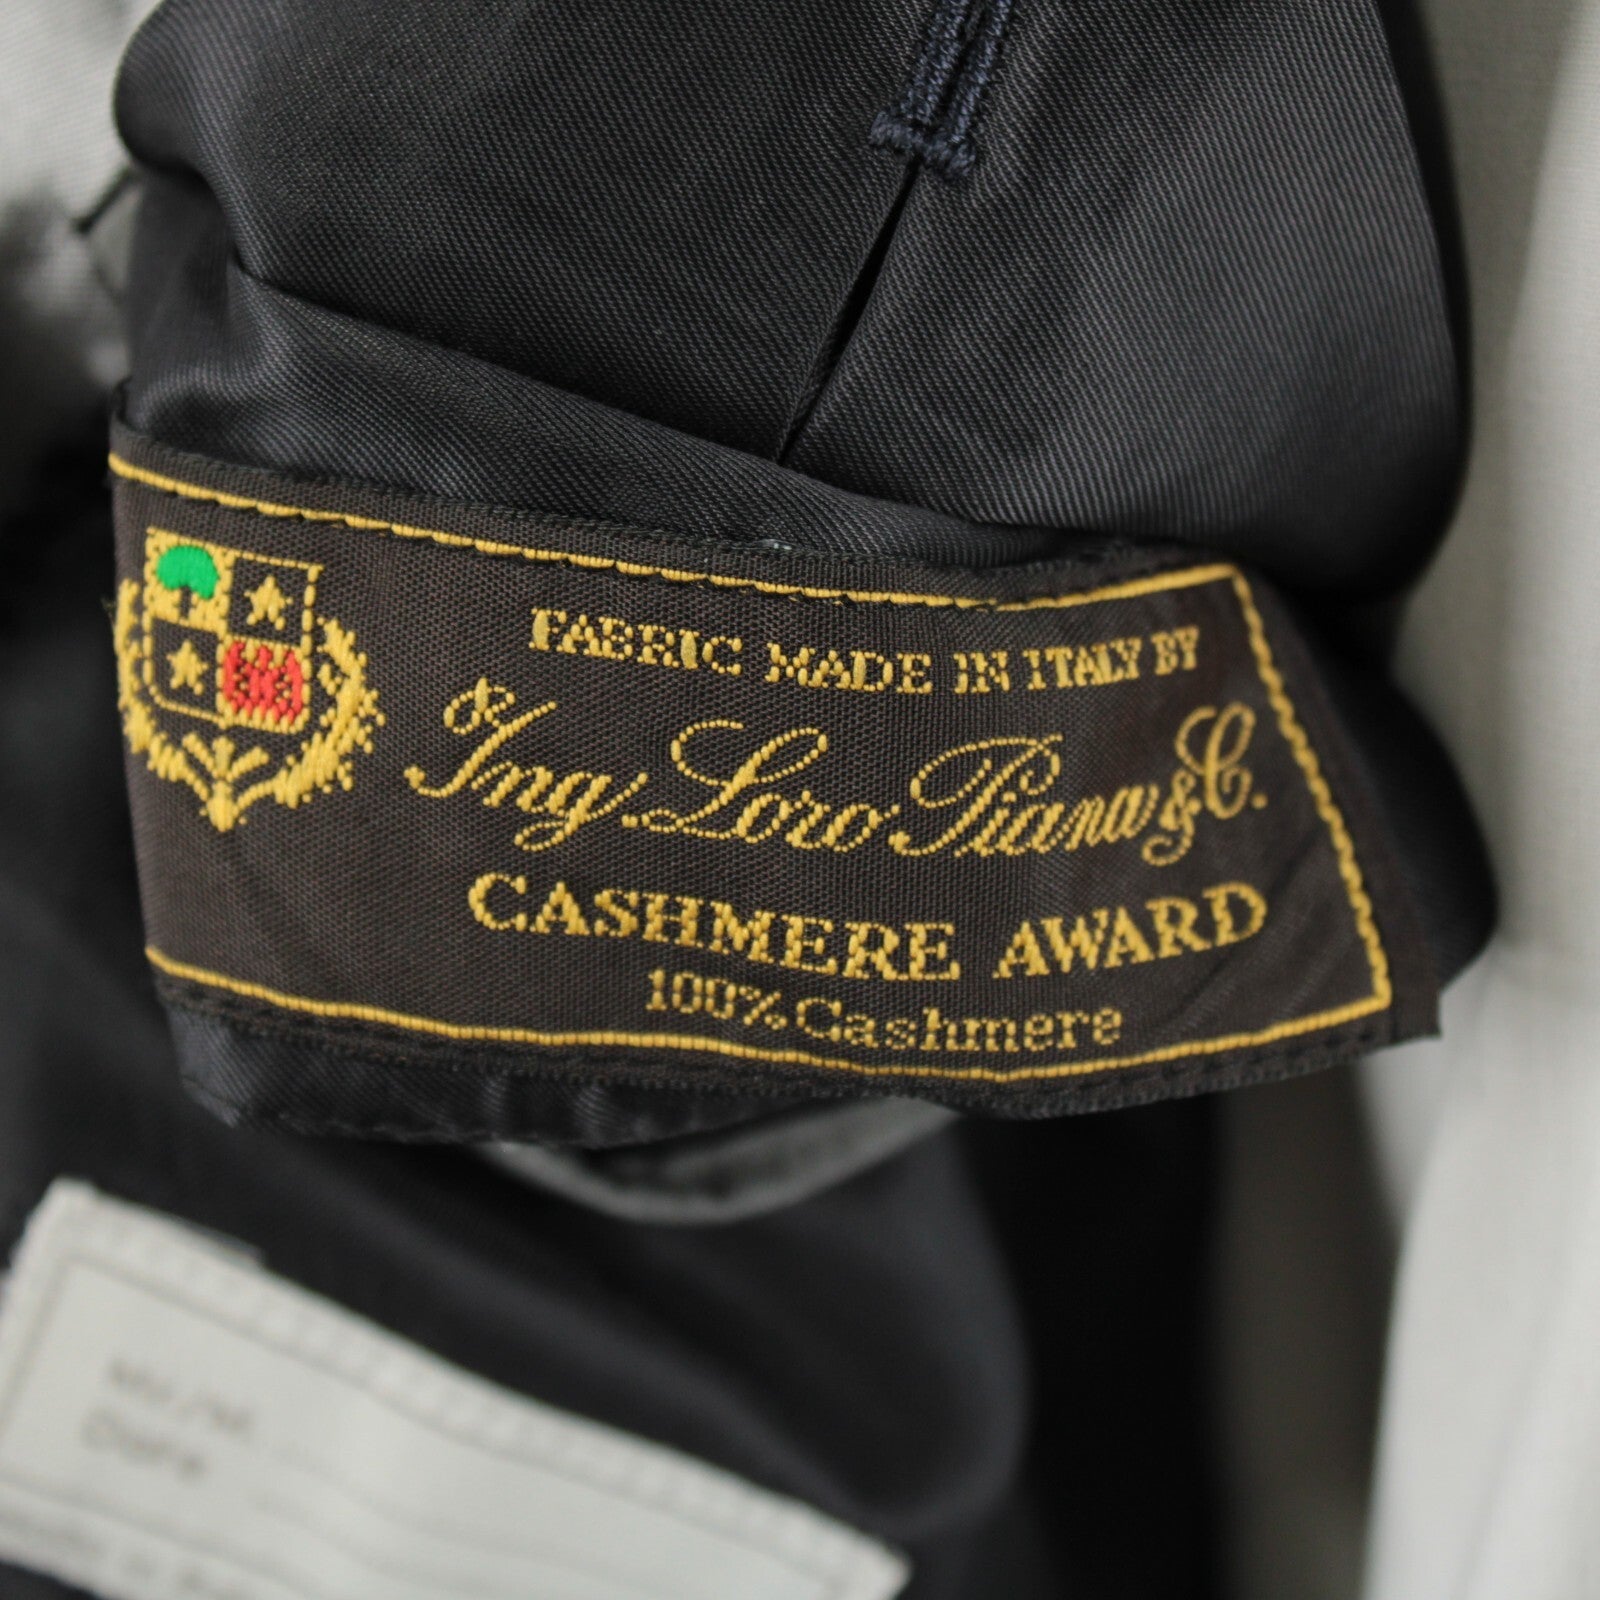 FABRIC MADE IN ITALY BY
Ing. Loro Piana & C.
CASHMERE AWARD
100% Cashmere